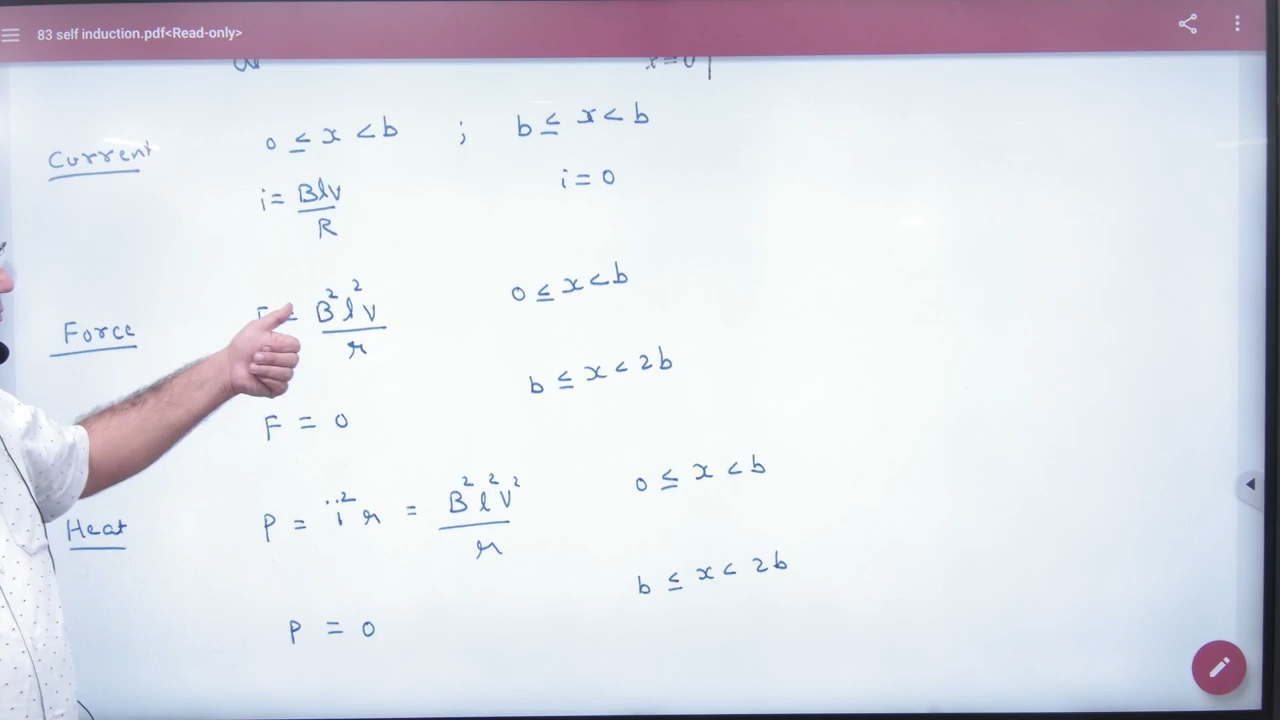 83 self induction.pdf<Read-only>
x=0
Current 0 ≤ x < b ; b ≤ x < b
i = Blv/R i = 0
Force = B²l²v/r 0 ≤ x < b
F = 0 b ≤ x < 2b
Heat P = i²r = B²l²V²/r 0 ≤ x < b
P = 0 b ≤ x < 2b